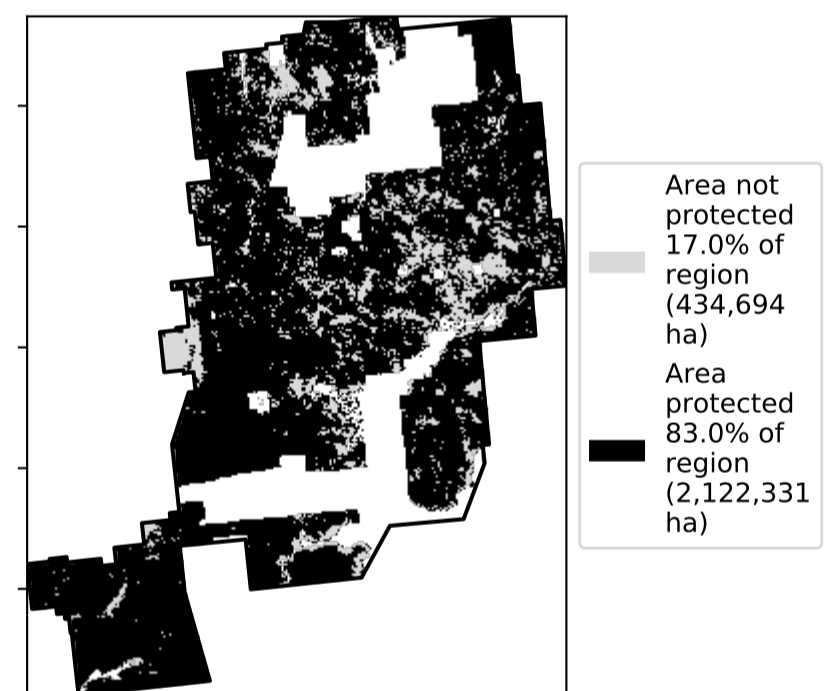 Area not
protected
17.0% of
region
(434,694
ha)
Area
protected
83.0% of
region
(2,122,331
ha)